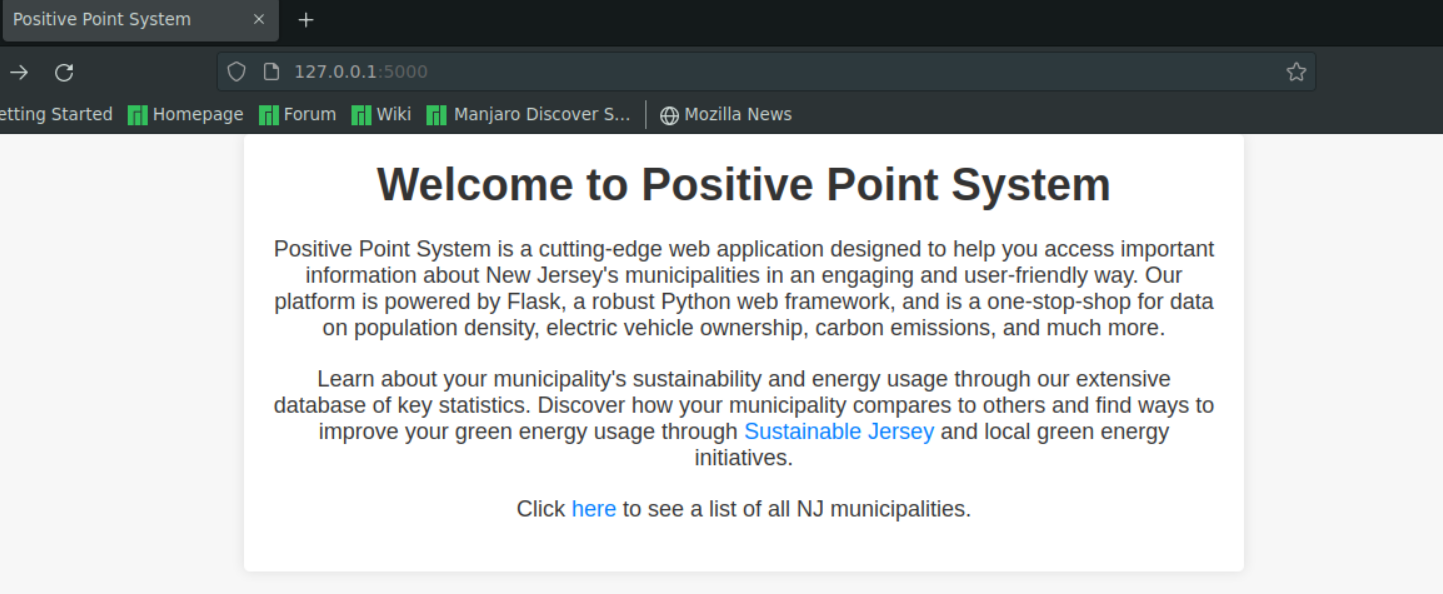 Positive Point System
127.0.0.1:5000
etting Started Homepage Forum Wiki Manjaro Discover S... Mozilla News
Welcome to Positive Point System
Positive Point System is a cutting-edge web application designed to help you access important
information about New Jersey's municipalities in an engaging and user-friendly way. Our
platform is powered by Flask, a robust Python web framework, and is a one-stop-shop for data
on population density, electric vehicle ownership, carbon emissions, and much more.
Learn about your municipality's sustainability and energy usage through our extensive
database of key statistics. Discover how your municipality compares to others and find ways to
improve your green energy usage through Sustainable Jersey and local green energy
initiatives.
Click here to see a list of all NJ municipalities.